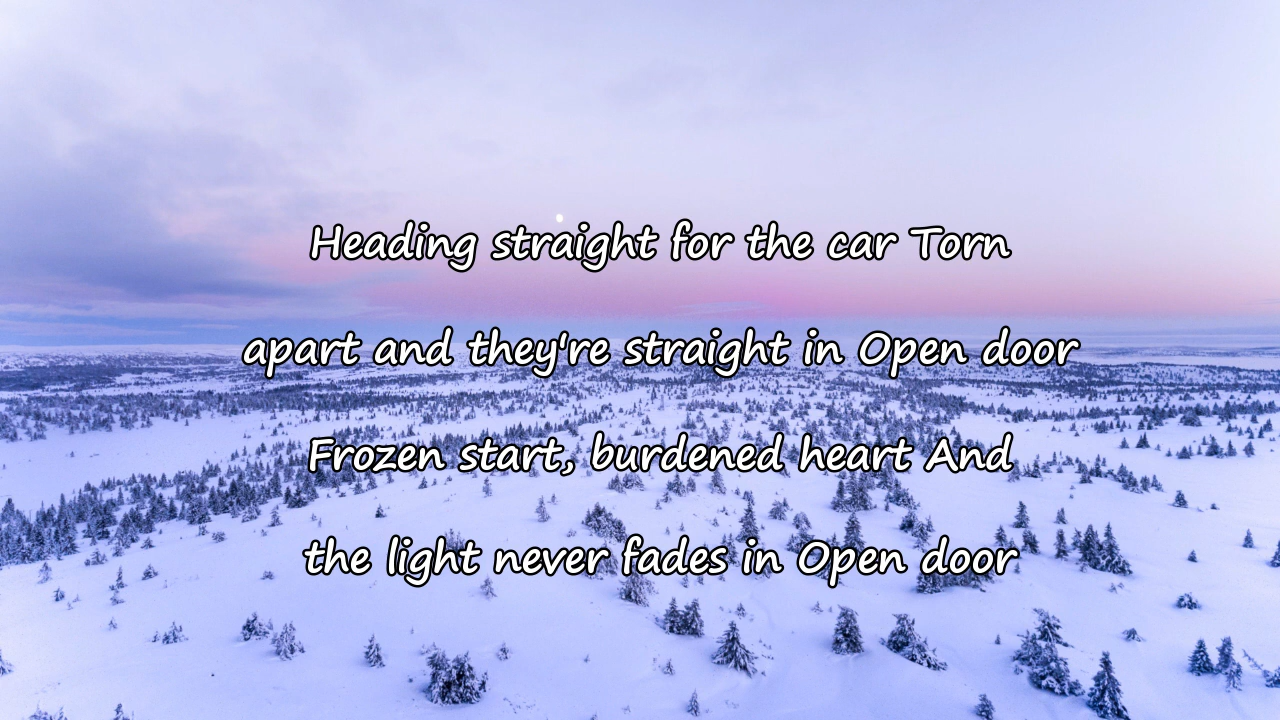 Heading straight for the car Torn
apart and they're straight in Open door
Frozen start, burdened heart And
the light never fades in Open door